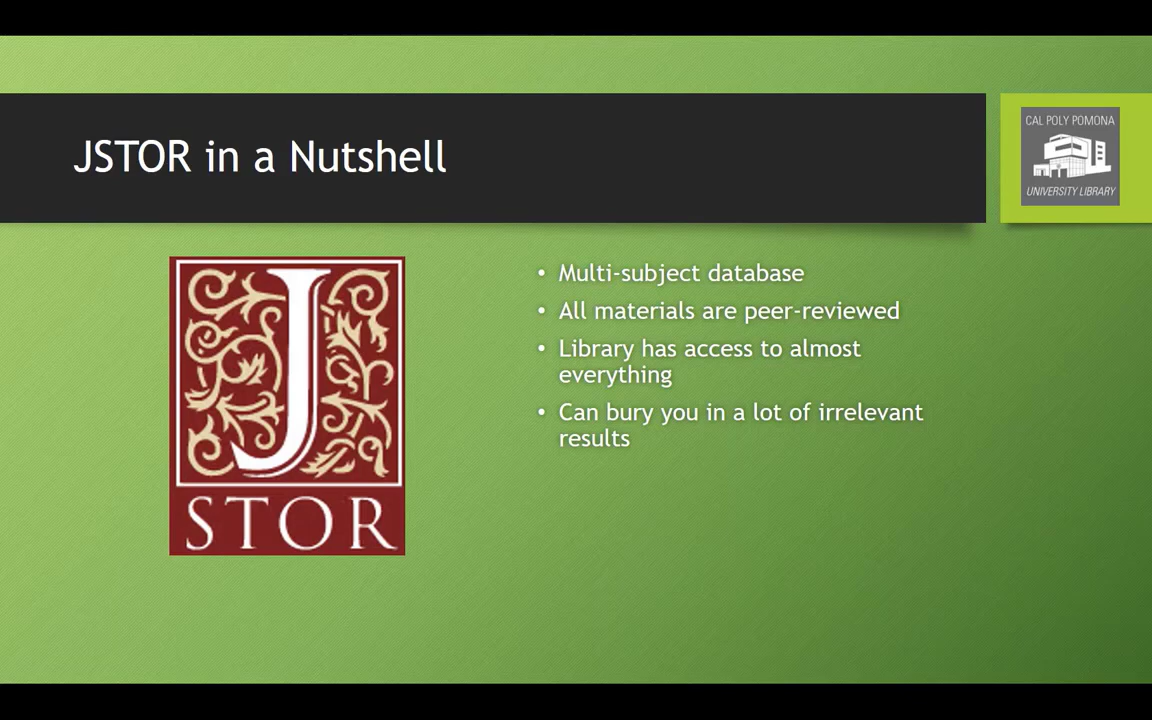 JSTOR in a Nutshell
CAL POLY POMONA
UNIVERSITY LIBRARY
J
STOR
• Multi-subject database
• All materials are peer-reviewed
• Library has access to almost
everything
• Can bury you in a lot of irrelevant
results